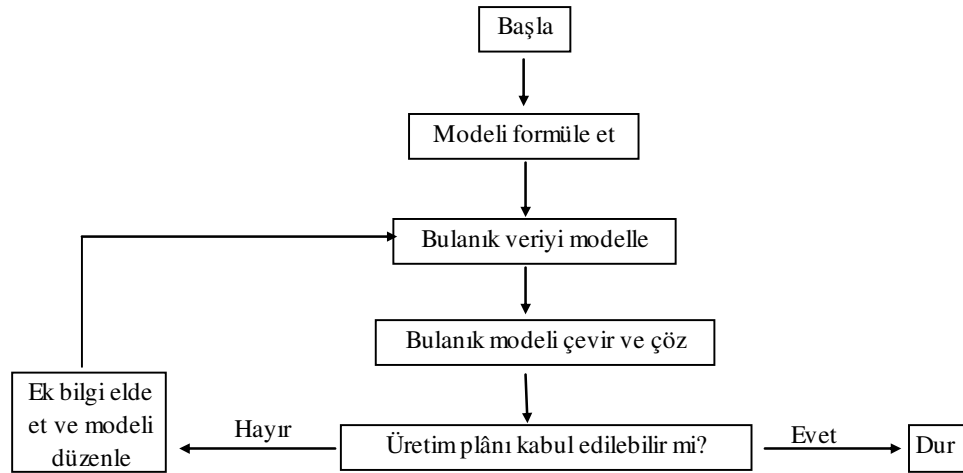 Başla
Modeli formüle et
Bulanık veriyi modelle
Bulanık modeli çevir ve çöz
Ek bilgi elde
et ve modeli
düzenle
Hayır
Üretim plânı kabul edilebilir mi?
Evet
Dur